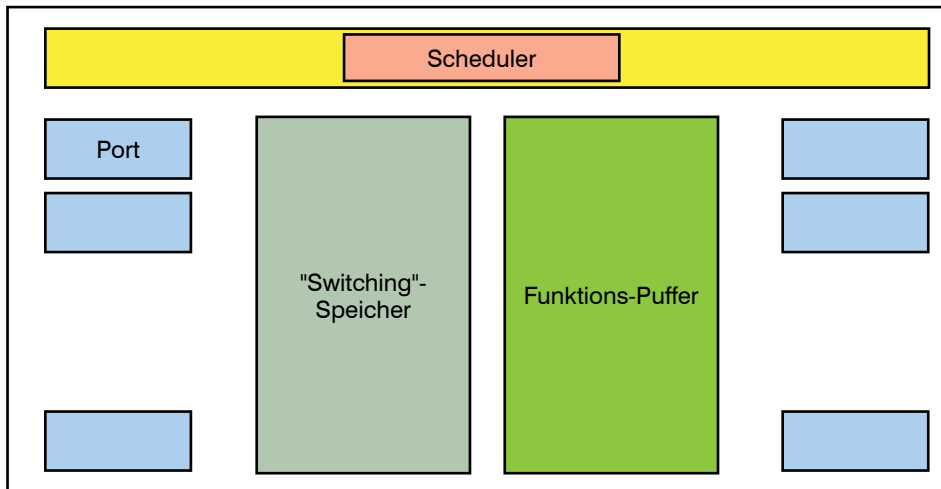 Scheduler
Port
"Switching"-
Speicher
Funktions-Puffer